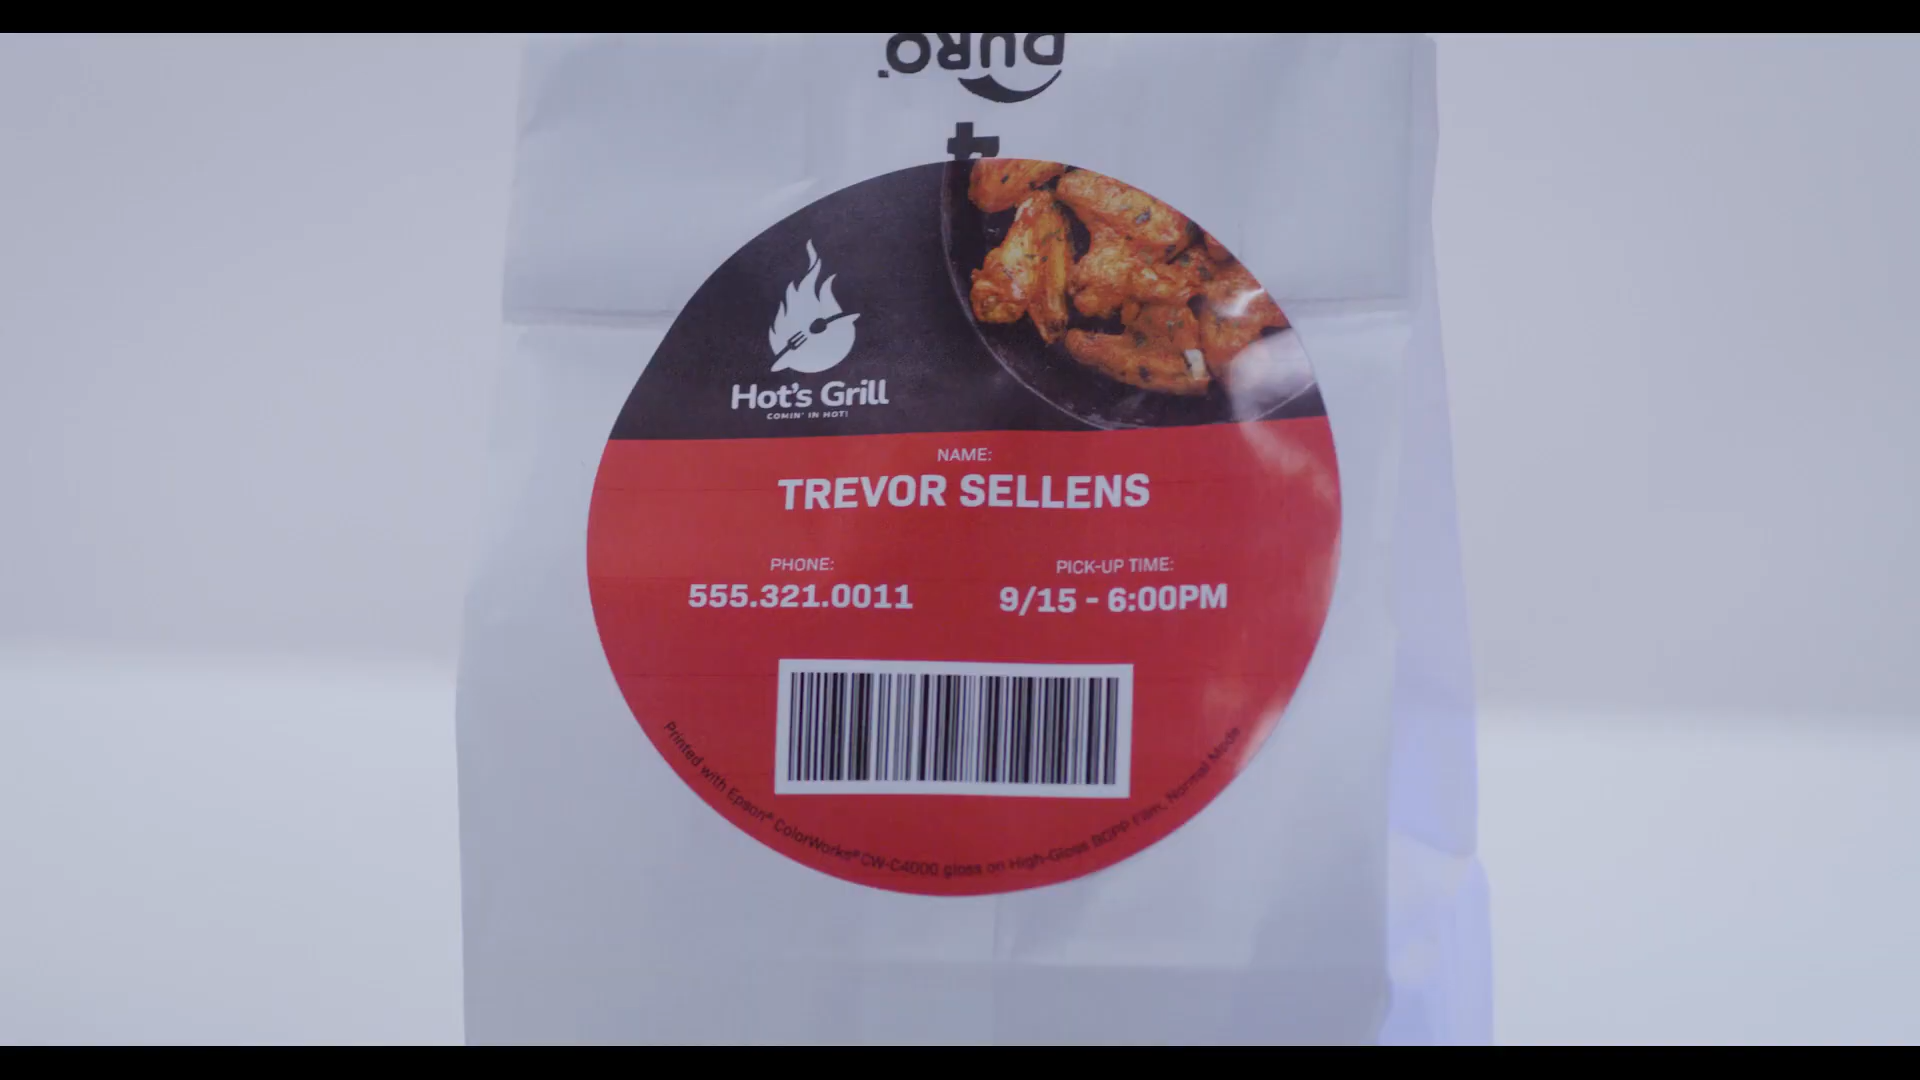 DURO
4
Hot's Grill
COMIN' IN HOT!
NAME:
TREVOR SELLENS
PHONE:
555.321.0011
PICK-UP TIME:
9/15 - 6:00PM
Printed with Epson® ColorWorks® CW-C4000 gloss on High-Gloss BOPP Film, Normal Mode